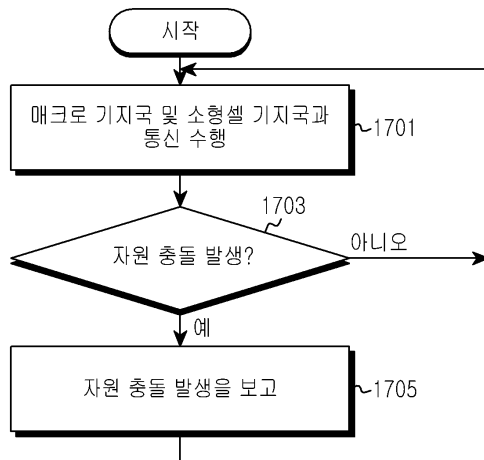 시작
매크로 기지국 및 소형셀 기지국과
통신 수행
1701
1703
자원 충돌 발생?
아니오
예
자원 충돌 발생을 보고
1705